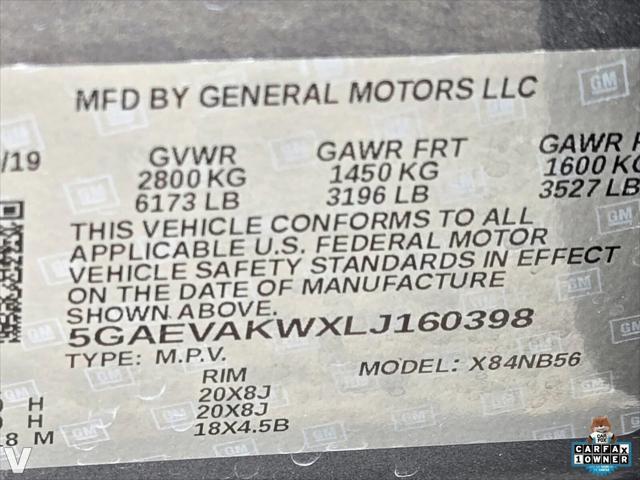 MFD BY GENERAL MOTORS LLC
GM
/19 GVWR GAWR FRT GAWR
2800 KG 1450 KG 1600 KG
6173 LB 3196 LB 3527 LB
THIS VEHICLE CONFORMS TO ALL
APPLICABLE U.S. FEDERAL MOTOR
VEHICLE SAFETY STANDARDS IN EFFECT
ON THE DATE OF MANUFACTURE
SHOWN ABOVE.
5GAEVAKWXLJ160398
TYPE: M.P.V. MODEL: X84NB56
RIM
H 20X8J
H 20X8J
8 M 18X4.5B
V
CARFAX
1 OWNER